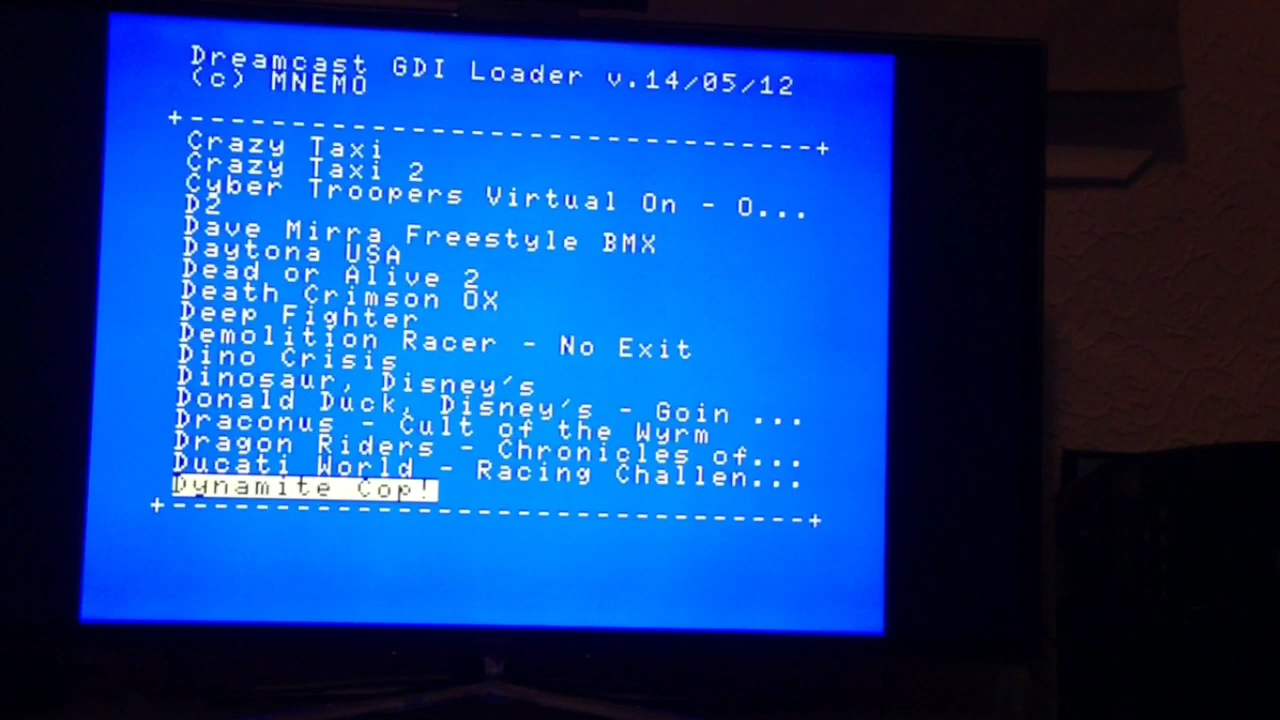 Dreamcast GDI Loader v.14/05/12
(c) MNEMO
+---------------------------------+
Crazy Taxi
Crazy Taxi 2
Cyber Troopers Virtual On - O...
D2
Dave Mirra Freestyle BMX
Daytona USA
Dead or Alive 2
Death Crimson OX
Deep Fighter
Demolition Racer - No Exit
Dino Crisis
Dinosaur, Disney's
Donald Duck, Disney's - Goin ...
Draconus - Cult of the Wyrm
Dragon Riders - Chronicles of...
Ducati World - Racing Challen...
Dynamite Cop!
+---------------------------------+